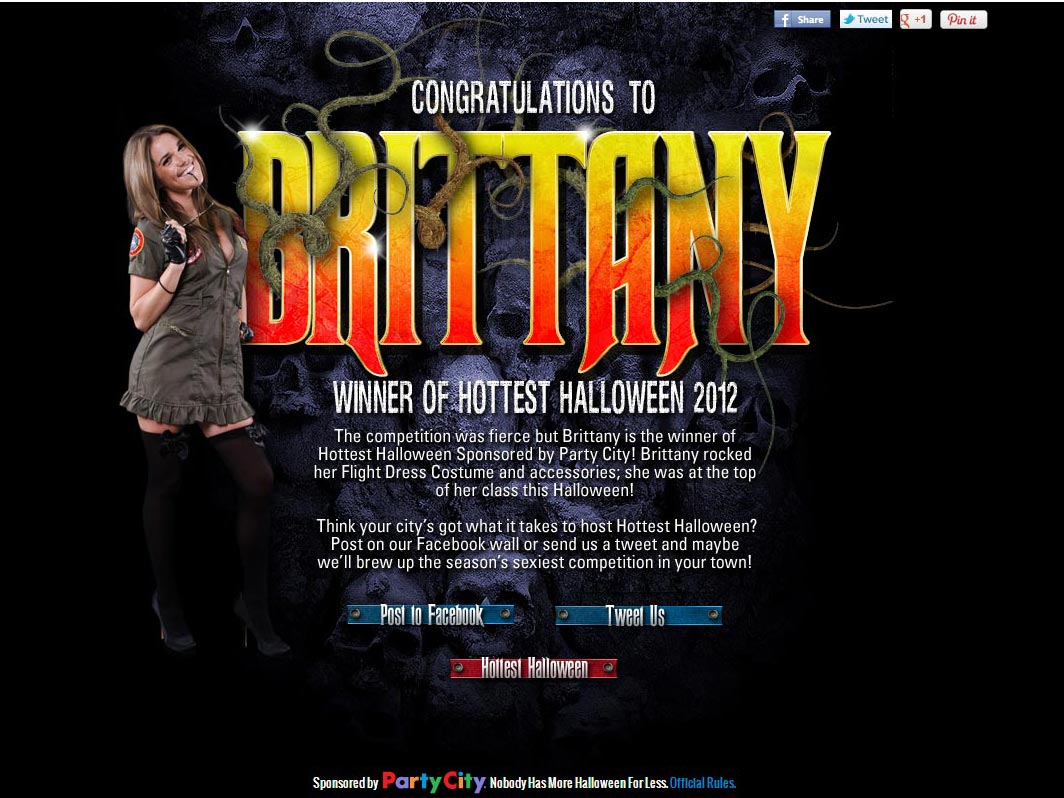 Share
Tweet
+1
Pin it
CONGRATULATIONS TO
BRITTANY
WINNER OF HOTTEST HALLOWEEN 2012
The competition was fierce but Brittany is the winner of
Hottest Halloween Sponsored by Party City! Brittany rocked
her Flight Dress Costume and accessories; she was at the top
of her class this Halloween!
Think your city's got what it takes to host Hottest Halloween?
Post on our Facebook wall or send us a tweet and maybe
we'll brew up the season's sexiest competition in your town!
Post to Facebook
Tweet Us
Hottest Halloween
Sponsored by Party City. Nobody Has More Halloween For Less. Official Rules.